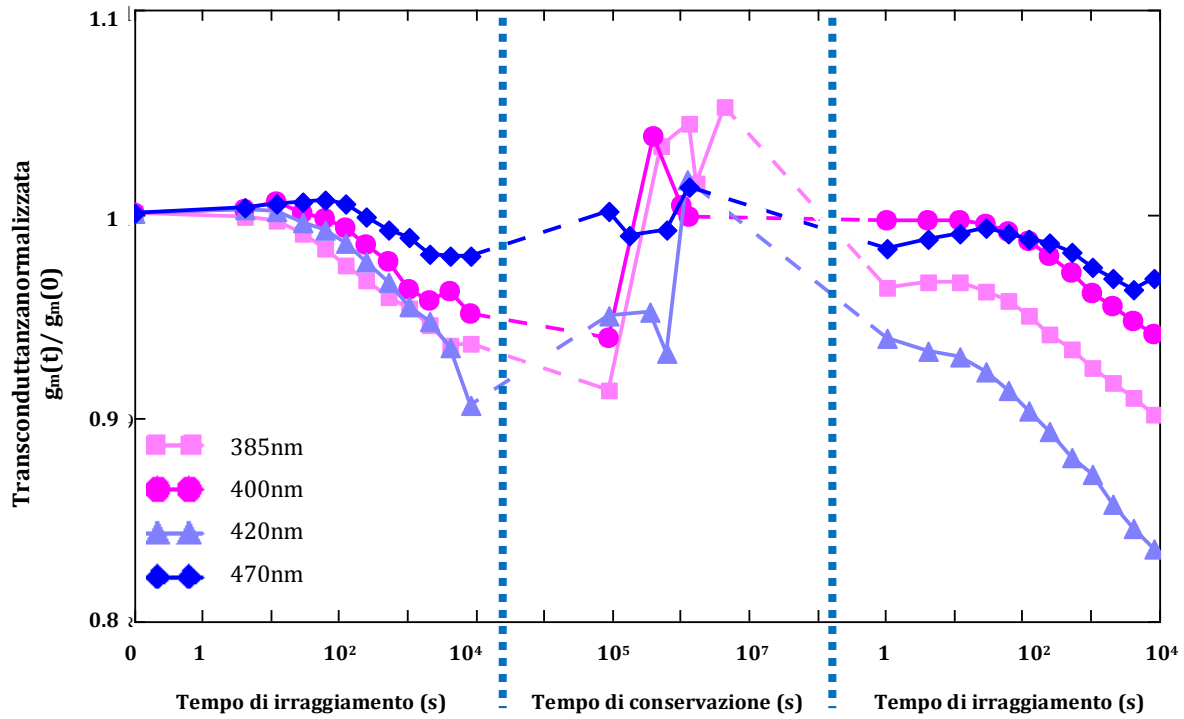 Transconduttanzanormalizzata
gₘ(t)/ gₘ(0)
1.1
1
0.9
0.8
385nm
400nm
420nm
470nm
0 1 10² 10⁴ 10⁵ 10⁷ 1 10² 10⁴
Tempo di irraggiamento (s) Tempo di conservazione (s) Tempo di irraggiamento (s)